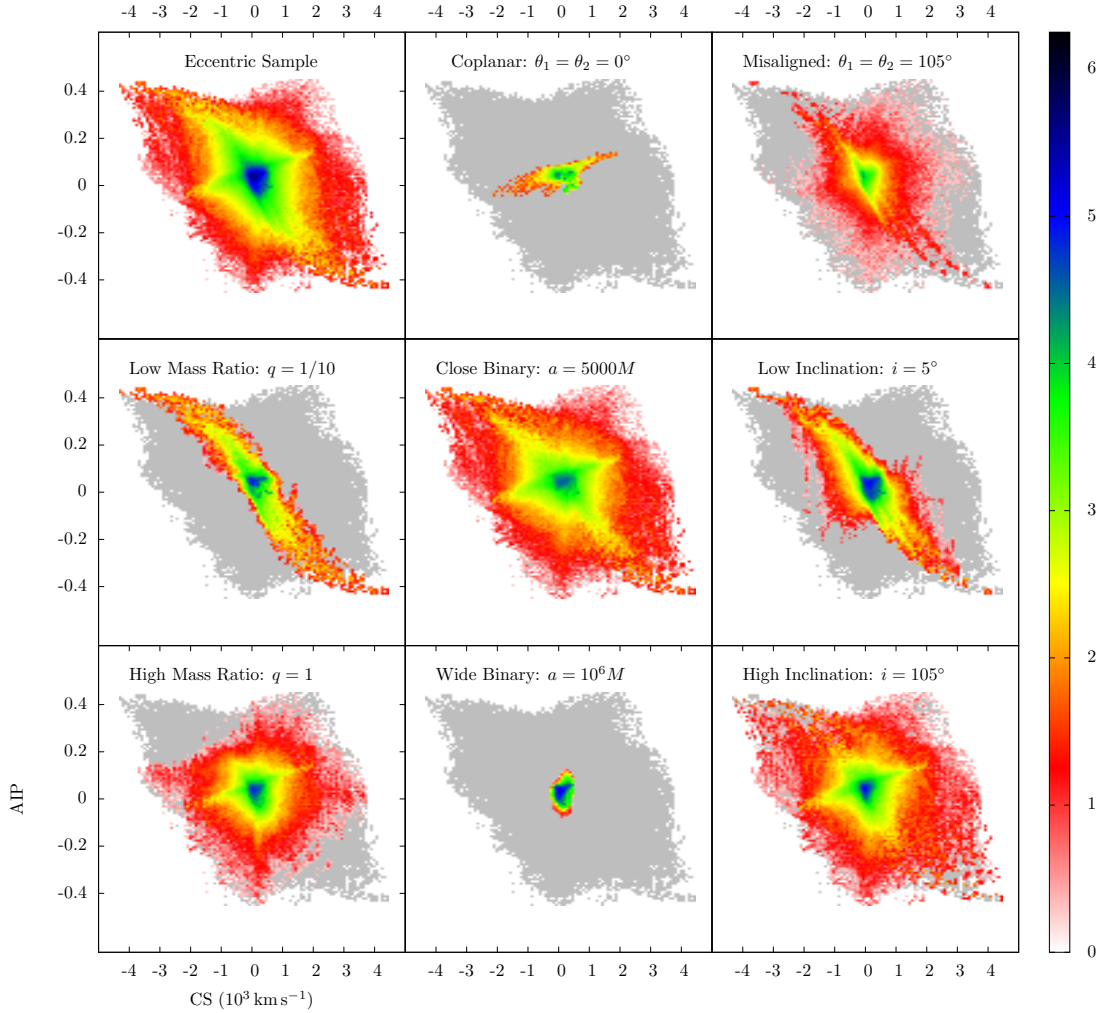 -4 -3 -2 -1 0 1 2 3 4 -4 -3 -2 -1 0 1 2 3 4 -4 -3 -2 -1 0 1 2 3 4
Eccentric Sample
Coplanar: θ₁ = θ₂ = 0°
Misaligned: θ₁ = θ₂ = 105°
0.4
0.2
0
-0.2
-0.4
Low Mass Ratio: q = 1/10
Close Binary: a = 5000M
Low Inclination: i = 5°
0.4
0.2
0
-0.2
-0.4
High Mass Ratio: q = 1
Wide Binary: a = 10⁶M
High Inclination: i = 105°
0.4
0.2
0
-0.2
-0.4
AIP
-4 -3 -2 -1 0 1 2 3 4 -4 -3 -2 -1 0 1 2 3 4 -4 -3 -2 -1 0 1 2 3 4
CS (10³ km s⁻¹)
6
5
4
3
2
1
0